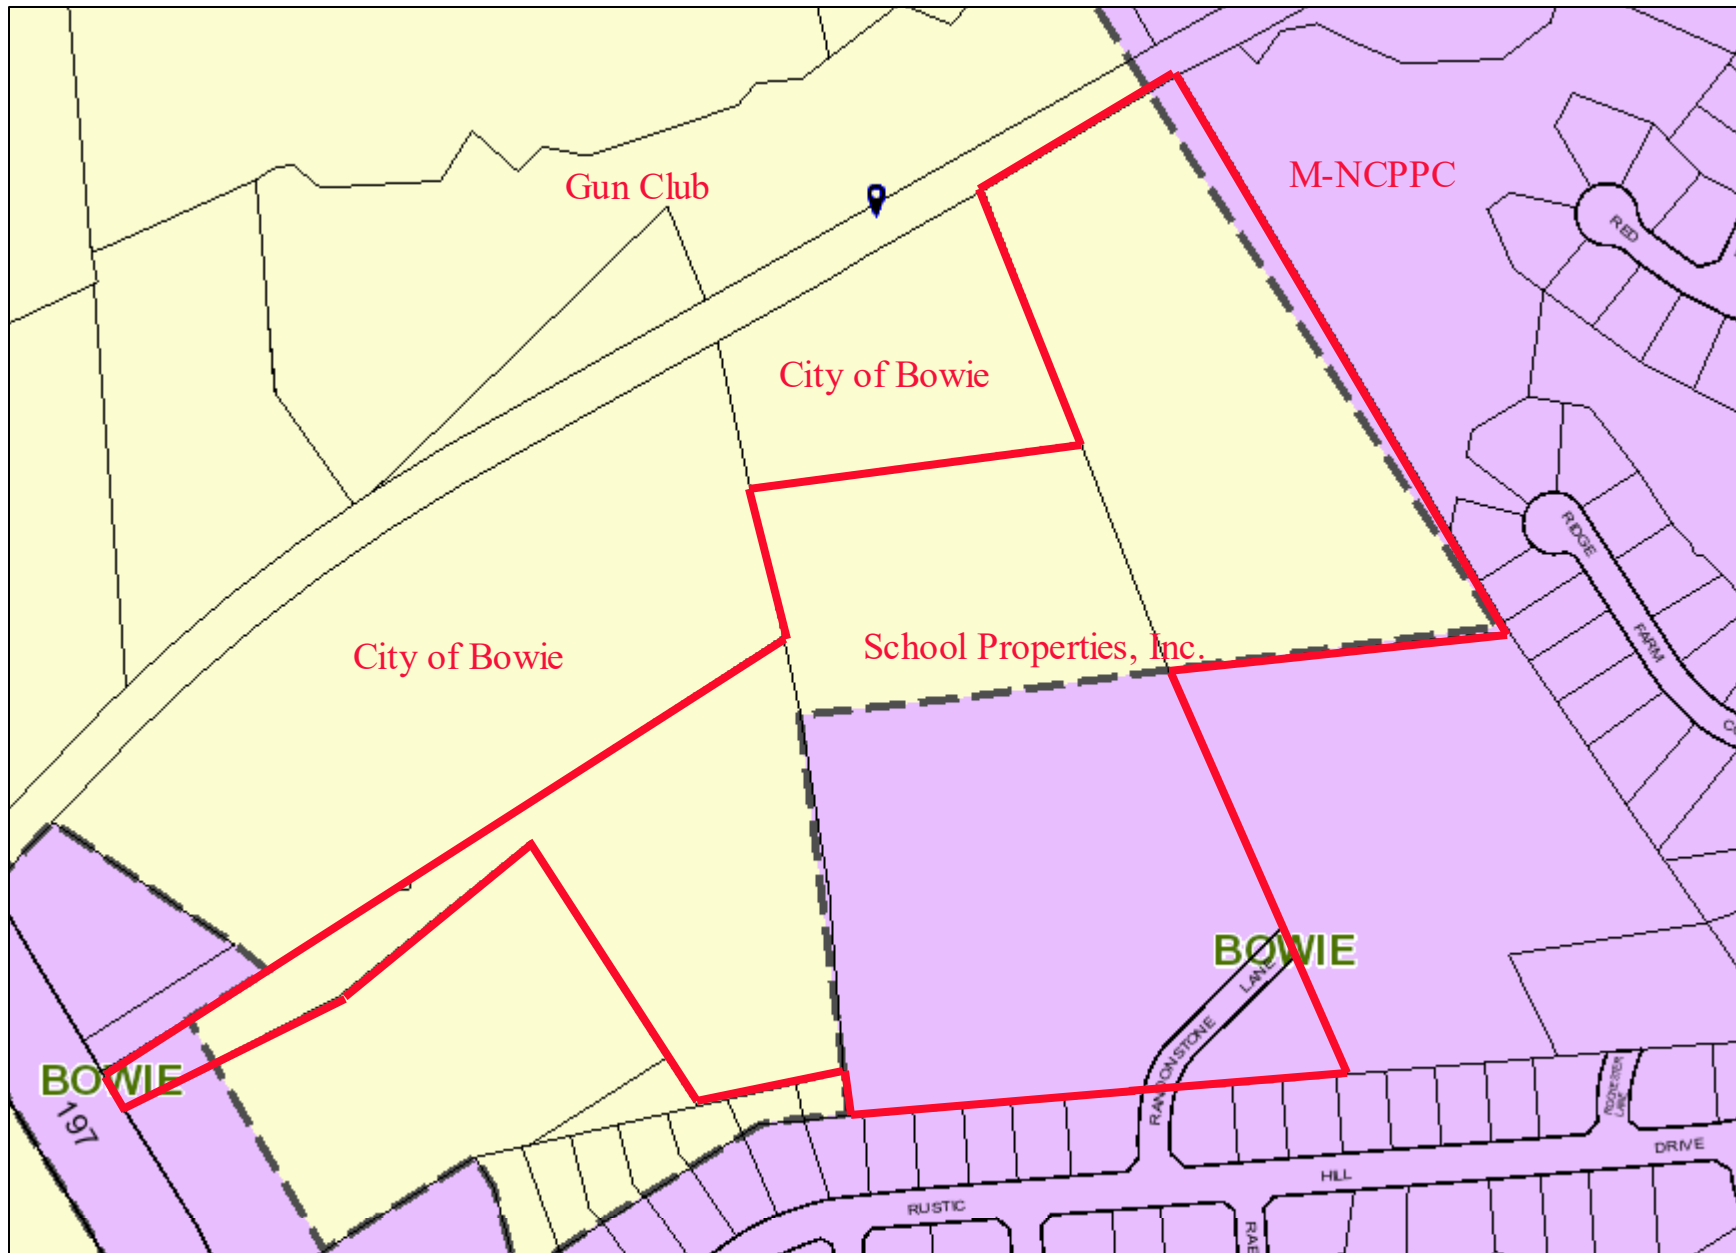 M-NCPPC
Gun Club
RED
City of Bowie
RIDGE
FARM
City of Bowie
School Properties, Inc.
BOWIE
LANE
RANDONSTONE
BOWIE
197
DRIVE
HILL
RUSTIC